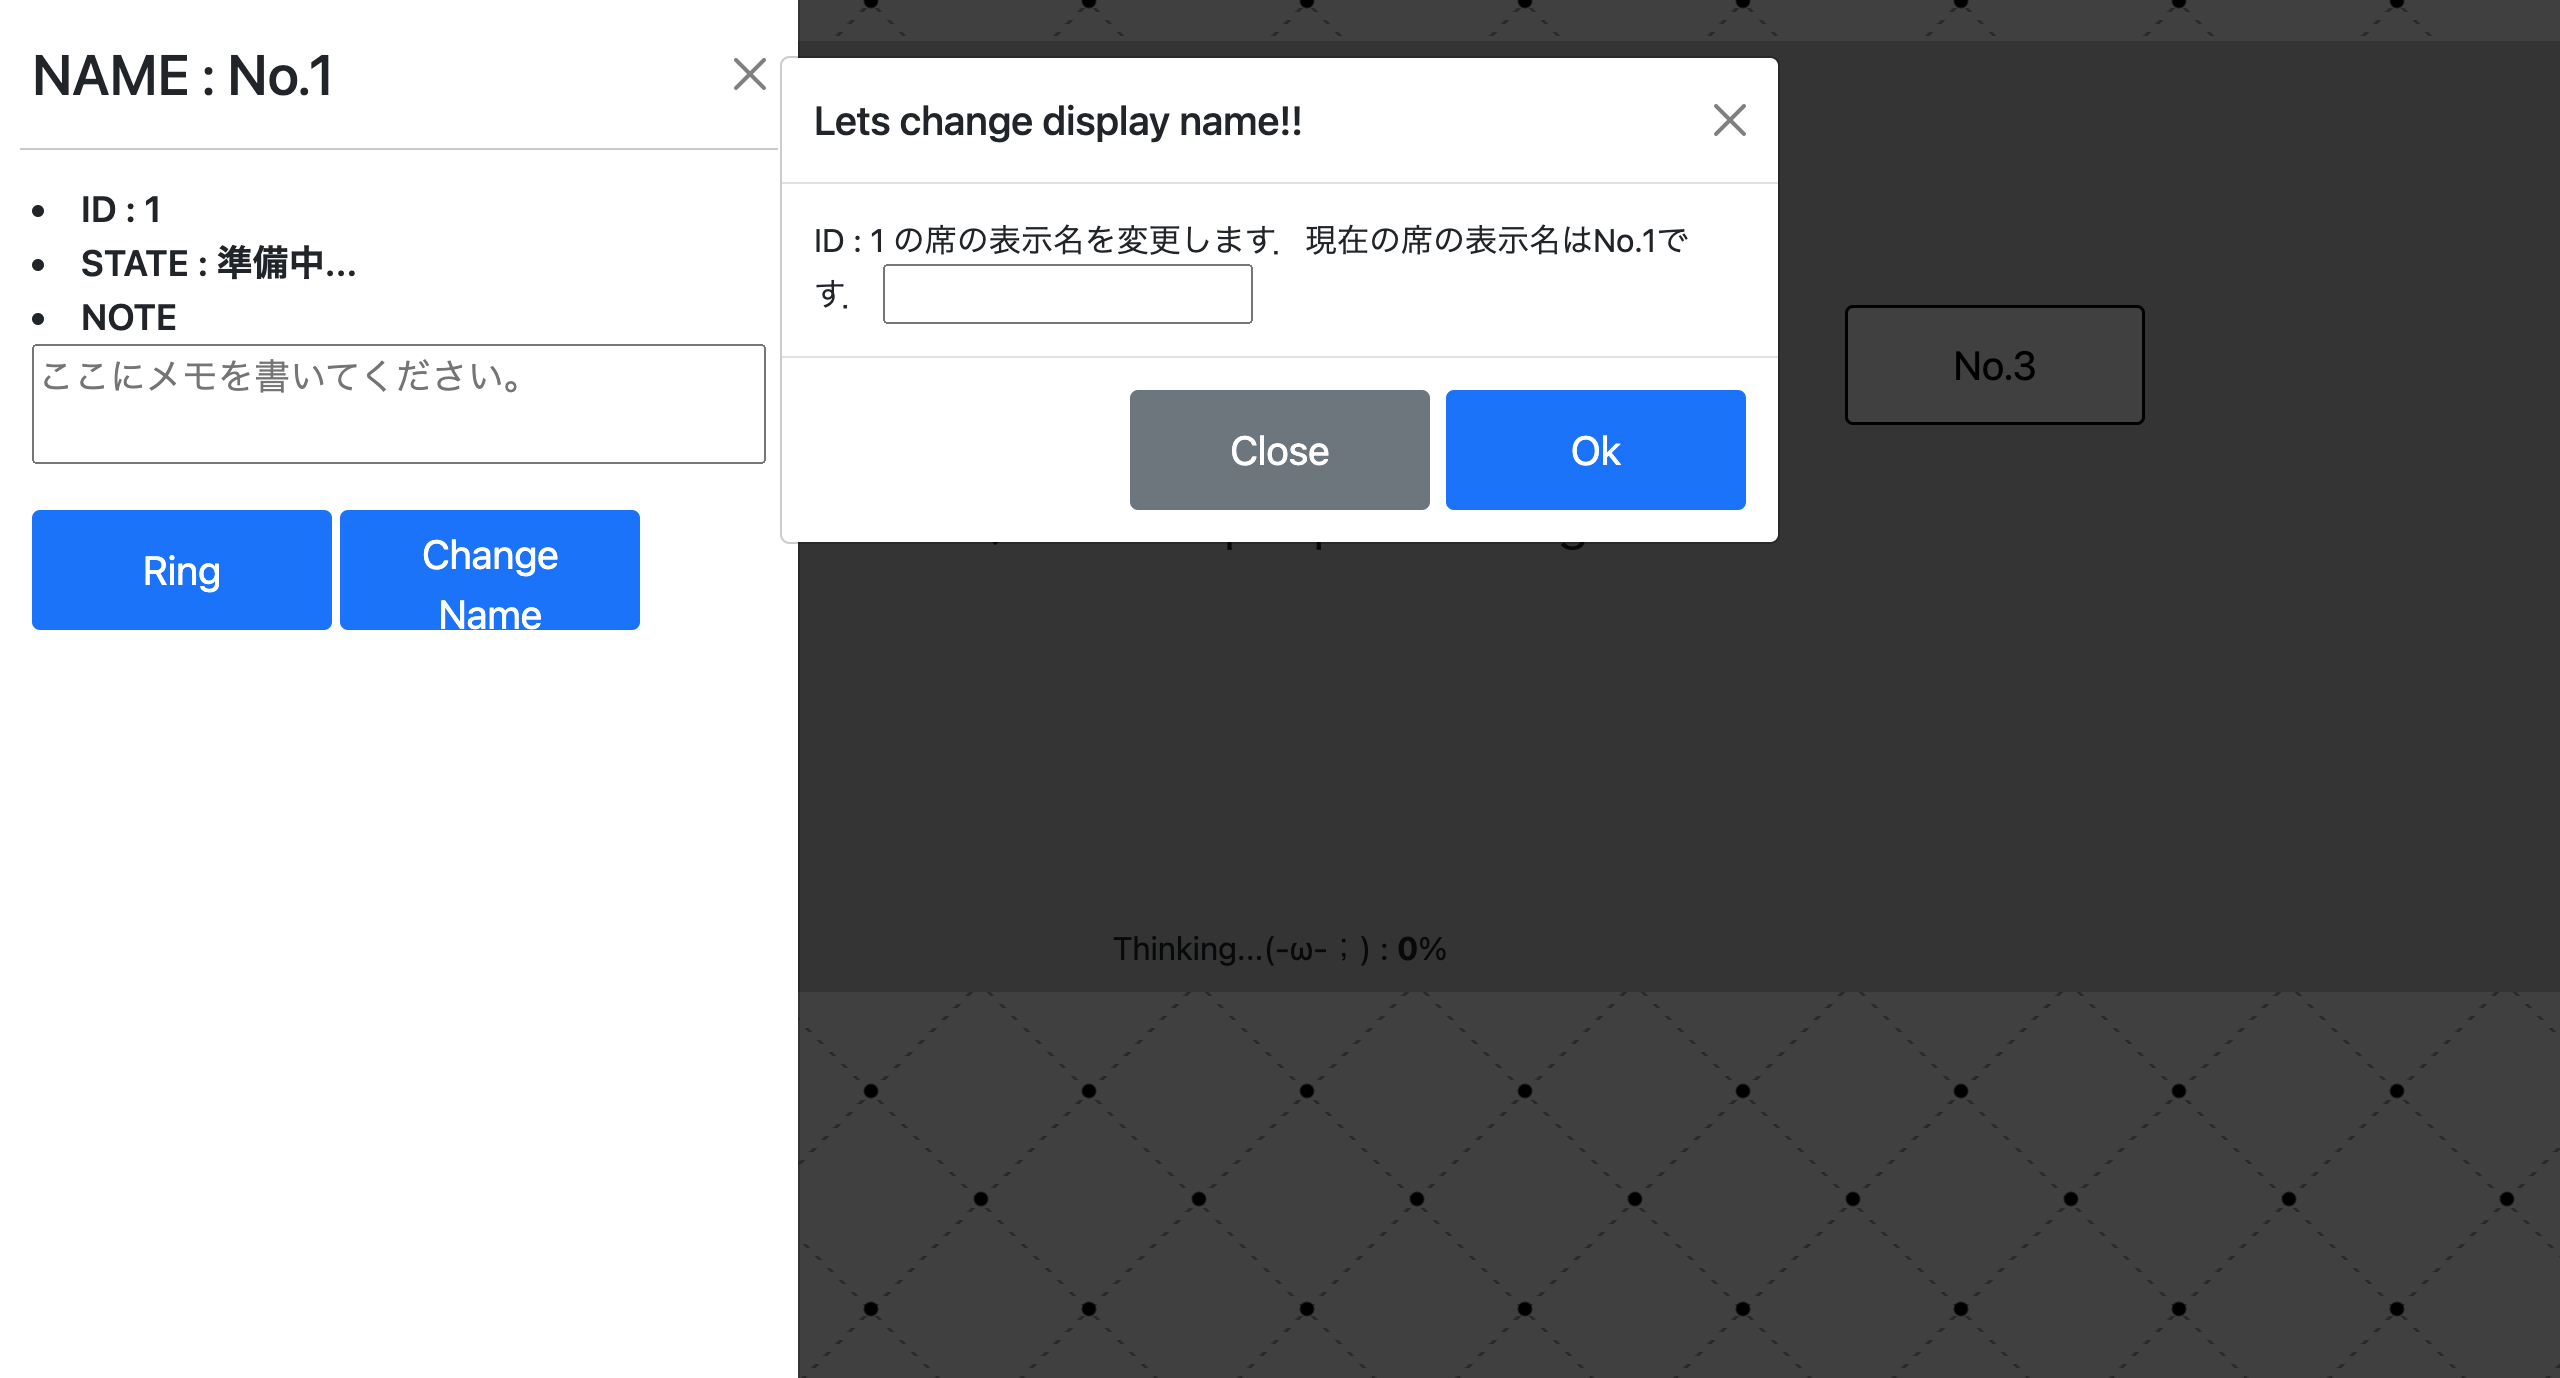 NAME : No.1
ID : 1
STATE : 準備中...
NOTE
ここにメモを書いてください。
Ring
Change
Name
Lets change display name!!
ID : 1 の席の表示名を変更します．現在の席の表示名はNo.1で
す．
Close
Ok
No.3
Thinking...(-ω-；) : 0%